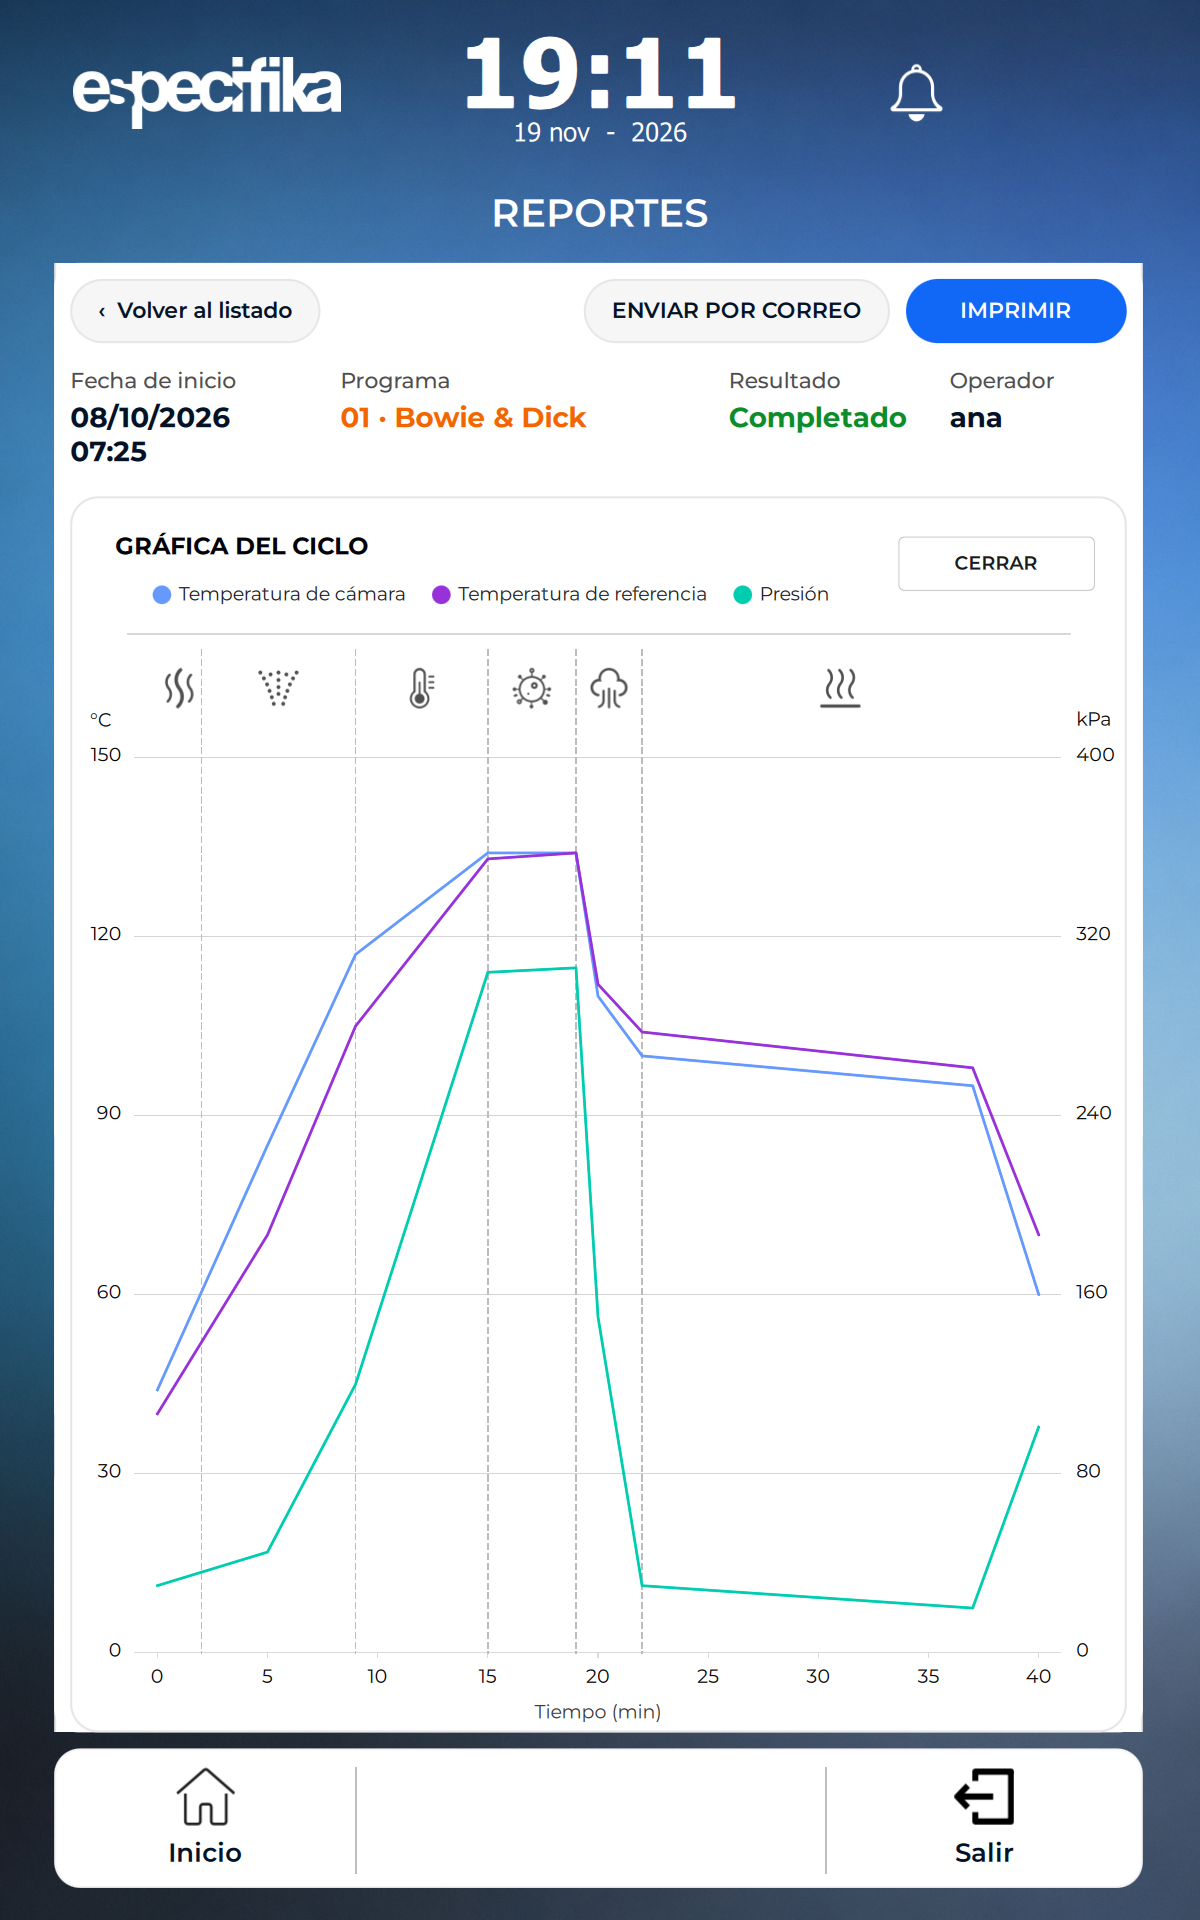 especifika
19:11
19 nov - 2026
REPORTES
‹ Volver al listado
ENVIAR POR CORREO
IMPRIMIR
Fecha de inicio
08/10/2026
07:25
Programa
01 · Bowie & Dick
Resultado
Completado
Operador
ana
GRÁFICA DEL CICLO
CERRAR
Temperatura de cámara
Temperatura de referencia
Presión
°C
kPa
150
400
120
320
90
240
60
160
30
80
0
0
0 5 10 15 20 25 30 35 40
Tiempo (min)
Inicio
Salir